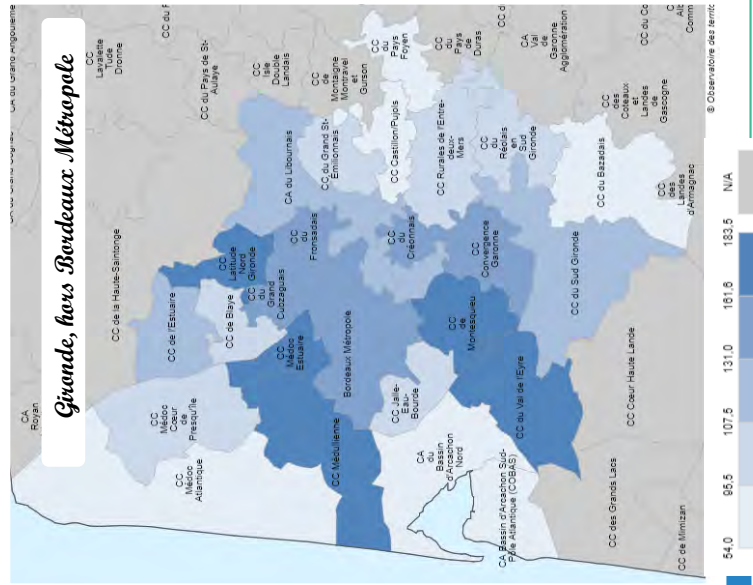 Gironde, hors Bordeaux Métropole
CA
Royan
CA du Grand Angoulême
CC
Lavalette
Tude
Dronne
CC de la Haute-Saintonge
CC du Pays de St-
Aulaye
CC
Médoc
Cœur
de
Presqu'île
CC de l'Estuaire
CC
Médoc
Atlantique
CC de Blaye
CC
Latitude
Nord
Gironde
CC
du
Grand
Cubzaguais
CC
Isle
Double
Landais
CA du Libournais
CC
Médoc
Estuaire
CC
du
Fronsadais
CC du Grand St-
Émilionnais
CC
de
Montaigne
Montravel
et
Gurson
CC Médullienne
Bordeaux Métropole
CC
du
Pays
Foyen
CC Castillon/Pujols
CC Jalle-
Eau-
Bourde
CC
du
Créonnais
CC Rurales de l'Entre-
deux-
Mers
CC
du
Pays
de
Duras
CA
du
Bassin
d'Arcachon
Nord
CC
de
Montesquieu
CC
Convergence
Garonne
CC
du
Réolais
en
Sud
Gironde
CA
Val
de
Garonne
Agglomération
CA Bassin d'Arcachon Sud-
Pôle Atlantique (COBAS)
CC du Val de l'Eyre
CC du Sud Gironde
CC du Bazadais
CC
des
Coteaux
et
Landes
de
Gascogne
CC des Grands Lacs
CC Cœur Haute Lande
CC
des
Landes
d'Armagnac
CC de Mimizan
© Observatoire des territo
54,0 95,5 107,5 131,0 161,6 183,5 N/A